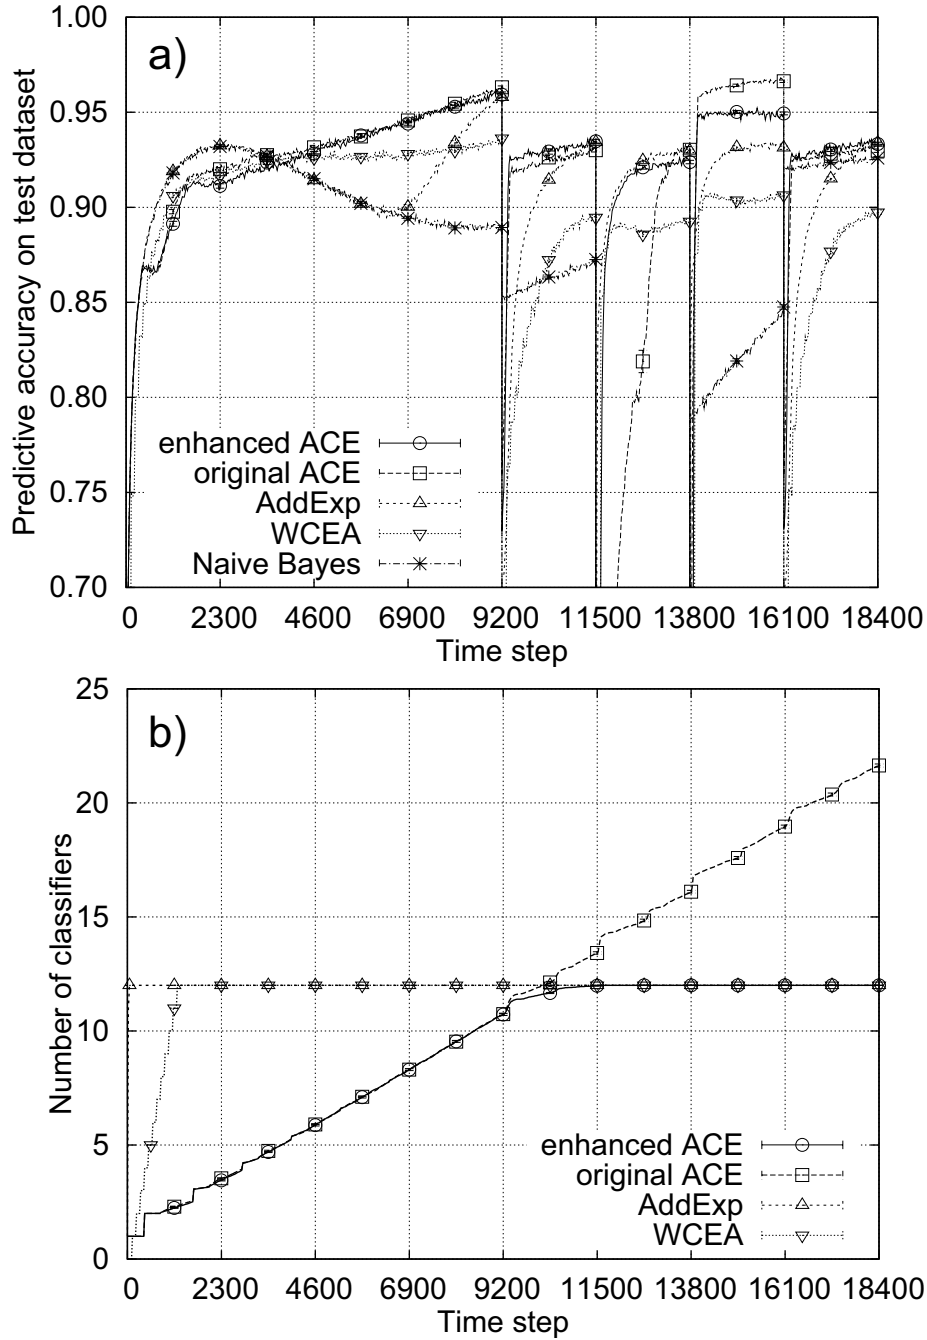 a)
Predictive accuracy on test dataset
1.00
0.95
0.90
0.85
0.80
0.75
0.70
enhanced ACE
original ACE
AddExp
WCEA
Naive Bayes
0 2300 4600 6900 9200 11500 13800 16100 18400
Time step
b)
Number of classifiers
25
20
15
10
5
0
enhanced ACE
original ACE
AddExp
WCEA
0 2300 4600 6900 9200 11500 13800 16100 18400
Time step